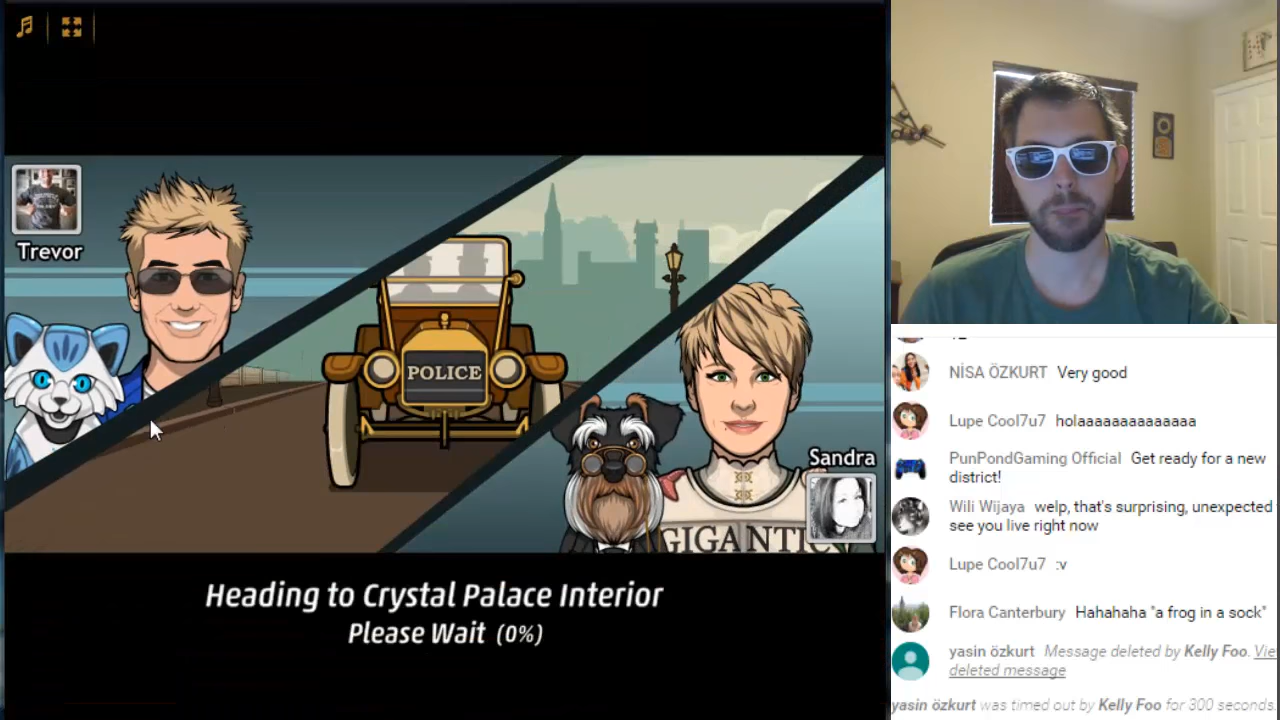 Trevor
POLICE
Sandra
GIGANTIC
Heading to Crystal Palace Interior
Please Wait (0%)
NİSA ÖZKURT Very good
Lupe Cool7u7 holaaaaaaaaaaaaaa
PunPondGaming Official Get ready for a new
district!
Wili Wijaya welp, that's surprising, unexpected
see you live right now
Lupe Cool7u7 :v
Flora Canterbury Hahahaha "a frog in a sock"
yasin özkurt Message deleted by Kelly Foo. Vie
deleted message
yasin özkurt was timed out by Kelly Foo for 300 seconds.